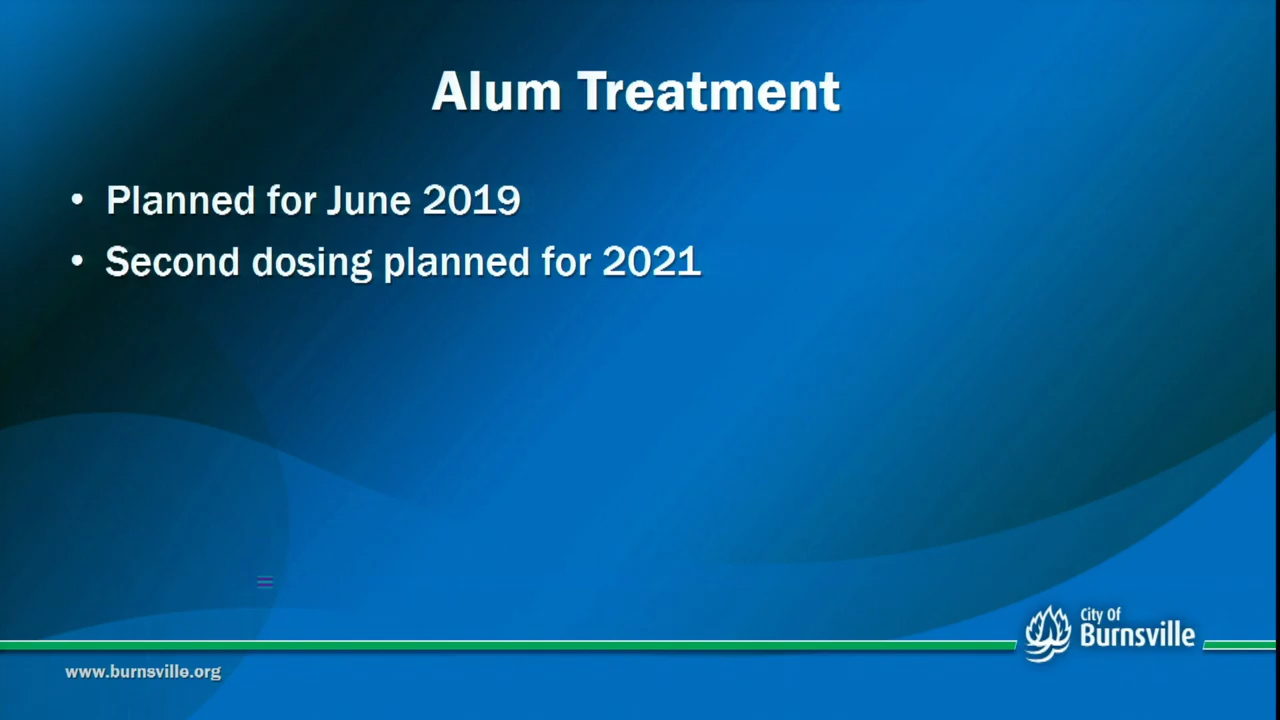 Alum Treatment
• Planned for June 2019
• Second dosing planned for 2021
City Of
Burnsville
www.burnsville.org